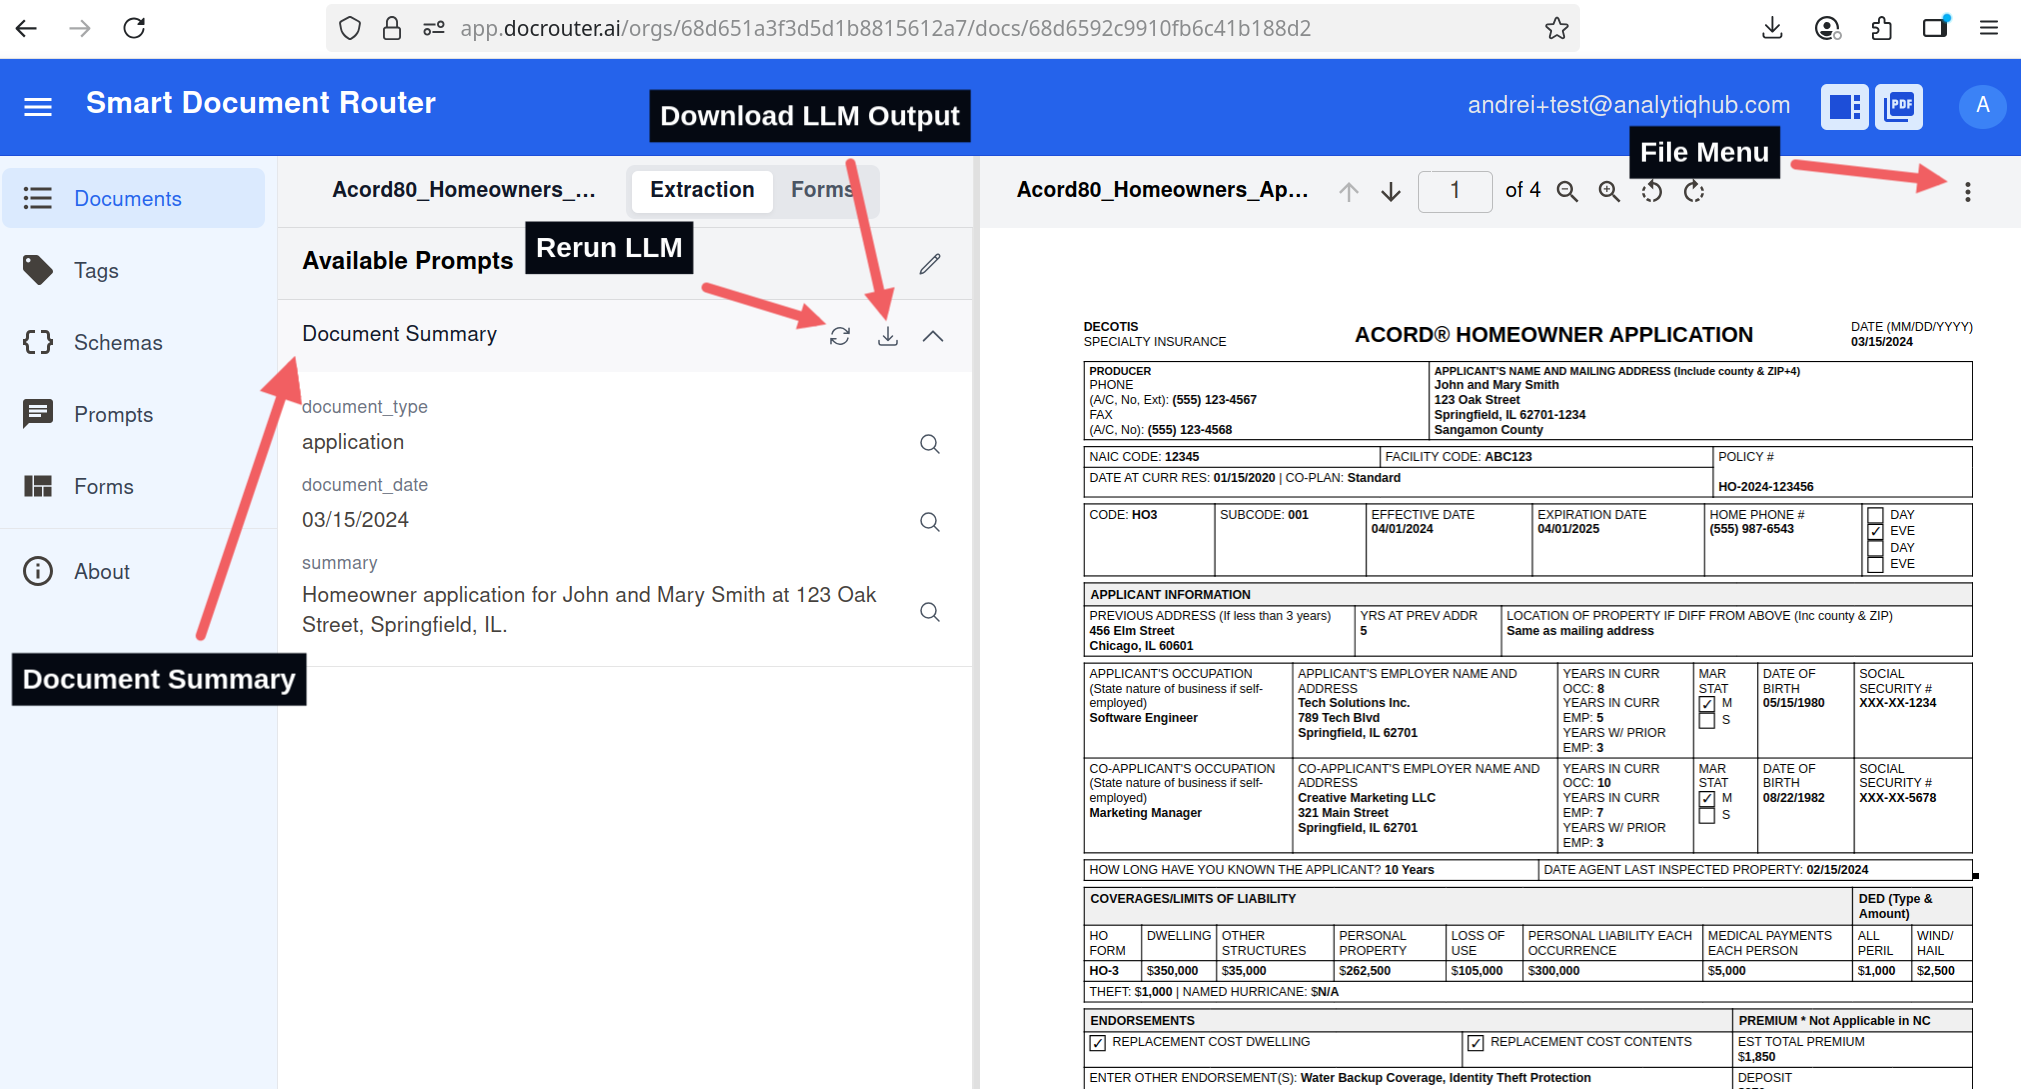 app.docrouter.ai/orgs/68d651a3f3d5d1b8815612a7/docs/68d6592c9910fb6c41b188d2
Smart Document Router
Download LLM Output
andrei+test@analytiqhub.com
PDF
A
File Menu
Documents
Tags
Schemas
Prompts
Forms
About
Acord80_Homeowners_...
Extraction
Forms
Rerun LLM
Available Prompts
Document Summary
document_type
application
document_date
03/15/2024
summary
Homeowner application for John and Mary Smith at 123 Oak
Street, Springfield, IL.
Document Summary
Acord80_Homeowners_Ap...
1 of 4
DECOTIS
SPECIALTY INSURANCE
ACORD® HOMEOWNER APPLICATION
DATE (MM/DD/YYYY)
03/15/2024
PRODUCER
PHONE
(A/C, No, Ext): (555) 123-4567
FAX
(A/C, No): (555) 123-4568
APPLICANT'S NAME AND MAILING ADDRESS (Include county & ZIP+4)
John and Mary Smith
123 Oak Street
Springfield, IL 62701-1234
Sangamon County
NAIC CODE: 12345
FACILITY CODE: ABC123
POLICY #
HO-2024-123456
DATE AT CURR RES: 01/15/2020 | CO-PLAN: Standard
CODE: HO3
SUBCODE: 001
EFFECTIVE DATE
04/01/2024
EXPIRATION DATE
04/01/2025
HOME PHONE #
(555) 987-6543
DAY
✓ EVE
DAY
EVE
APPLICANT INFORMATION
PREVIOUS ADDRESS (If less than 3 years)
456 Elm Street
Chicago, IL 60601
YRS AT PREV ADDR
5
LOCATION OF PROPERTY IF DIFF FROM ABOVE (Inc county & ZIP)
Same as mailing address
APPLICANT'S OCCUPATION
(State nature of business if self-
employed)
Software Engineer
APPLICANT'S EMPLOYER NAME AND
ADDRESS
Tech Solutions Inc.
789 Tech Blvd
Springfield, IL 62701
YEARS IN CURR
OCC: 8
YEARS IN CURR
EMP: 5
YEARS W/ PRIOR
EMP: 3
MAR
STAT
✓ M
S
DATE OF
BIRTH
05/15/1980
SOCIAL
SECURITY #
XXX-XX-1234
CO-APPLICANT'S OCCUPATION
(State nature of business if self-
employed)
Marketing Manager
CO-APPLICANT'S EMPLOYER NAME AND
ADDRESS
Creative Marketing LLC
321 Main Street
Springfield, IL 62701
YEARS IN CURR
OCC: 10
YEARS IN CURR
EMP: 7
YEARS W/ PRIOR
EMP: 3
MAR
STAT
✓ M
S
DATE OF
BIRTH
08/22/1982
SOCIAL
SECURITY #
XXX-XX-5678
HOW LONG HAVE YOU KNOWN THE APPLICANT? 10 Years
DATE AGENT LAST INSPECTED PROPERTY: 02/15/2024
COVERAGES/LIMITS OF LIABILITY
DED (Type &
Amount)
HO
FORM
DWELLING
OTHER
STRUCTURES
PERSONAL
PROPERTY
LOSS OF
USE
PERSONAL LIABILITY EACH
OCCURRENCE
MEDICAL PAYMENTS
EACH PERSON
ALL
PERIL
WIND/
HAIL
HO-3 $350,000 $35,000 $262,500 $105,000 $300,000 $5,000 $1,000 $2,500
THEFT: $1,000 | NAMED HURRICANE: $N/A
ENDORSEMENTS
PREMIUM * Not Applicable in NC
✓ REPLACEMENT COST DWELLING
✓ REPLACEMENT COST CONTENTS
EST TOTAL PREMIUM
$1,850
ENTER OTHER ENDORSEMENT(S): Water Backup Coverage, Identity Theft Protection
DEPOSIT